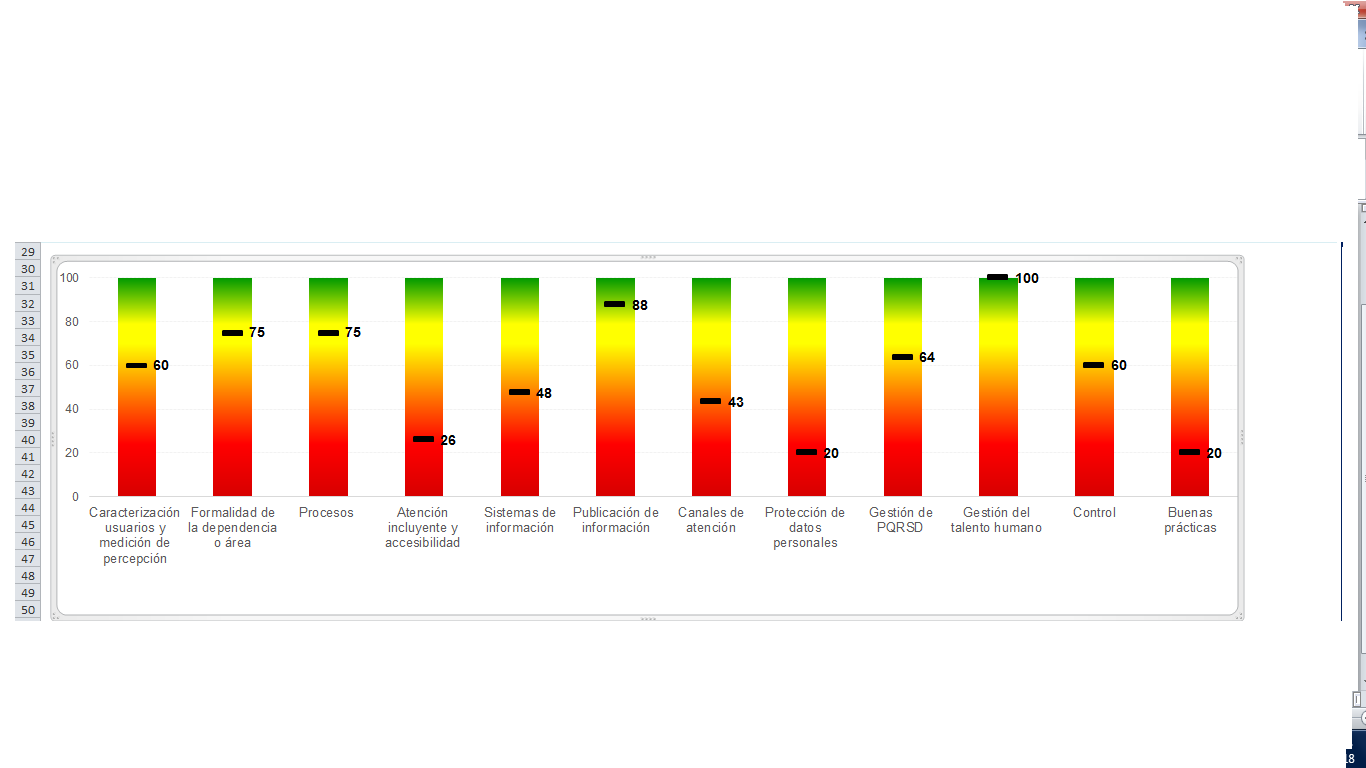 29
30
31
32
33
34
35
36
37
38
39
40
41
42
43
44
45
46
47
48
49
50
100
80
60
40
20
0
60
75
75
26
48
88
43
20
64
100
60
20
Caracterización
usuarios y
medición de
percepción
Formalidad de
la dependencia
o área
Procesos
Atención
incluyente y
accesibilidad
Sistemas de
información
Publicación de
información
Canales de
atención
Protección de
datos
personales
Gestión de
PQRSD
Gestión del
talento humano
Control
Buenas
prácticas